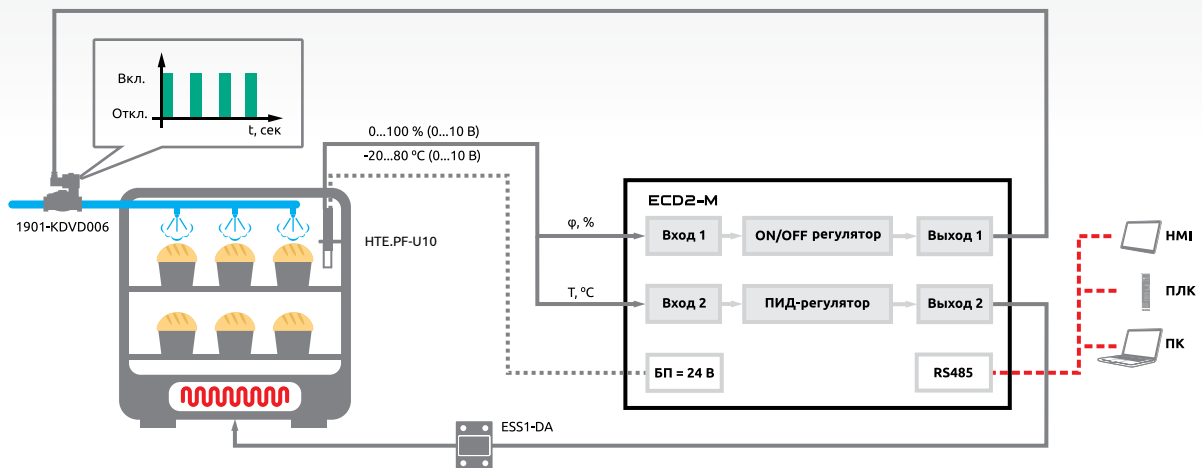 Вкл.
Откл.
t, сек
1901-KDVD006
0...100 % (0...10 В)
-20...80 ºC (0...10 В)
HTE.PF-U10
ECD2-M
φ, %
Вход 1
ON/OFF регулятор
Выход 1
T, ºC
Вход 2
ПИД-регулятор
Выход 2
БП = 24 В
RS485
HMI
ПЛК
ПК
ESS1-DA